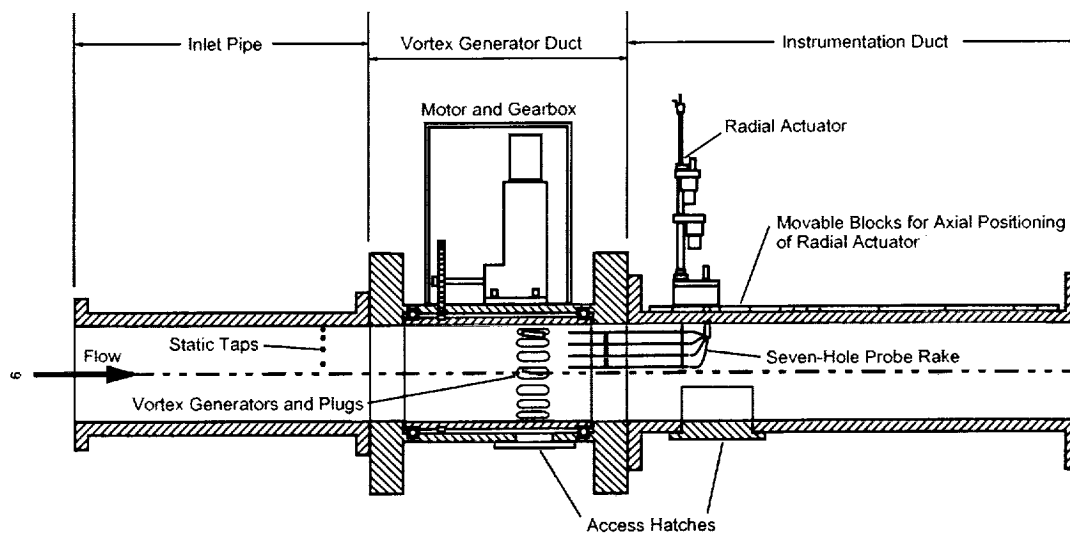 Inlet Pipe
Vortex Generator Duct
Instrumentation Duct
Motor and Gearbox
Radial Actuator
Movable Blocks for Axial Positioning
of Radial Actuator
Static Taps
Flow
Seven-Hole Probe Rake
9
Vortex Generators and Plugs
Access Hatches